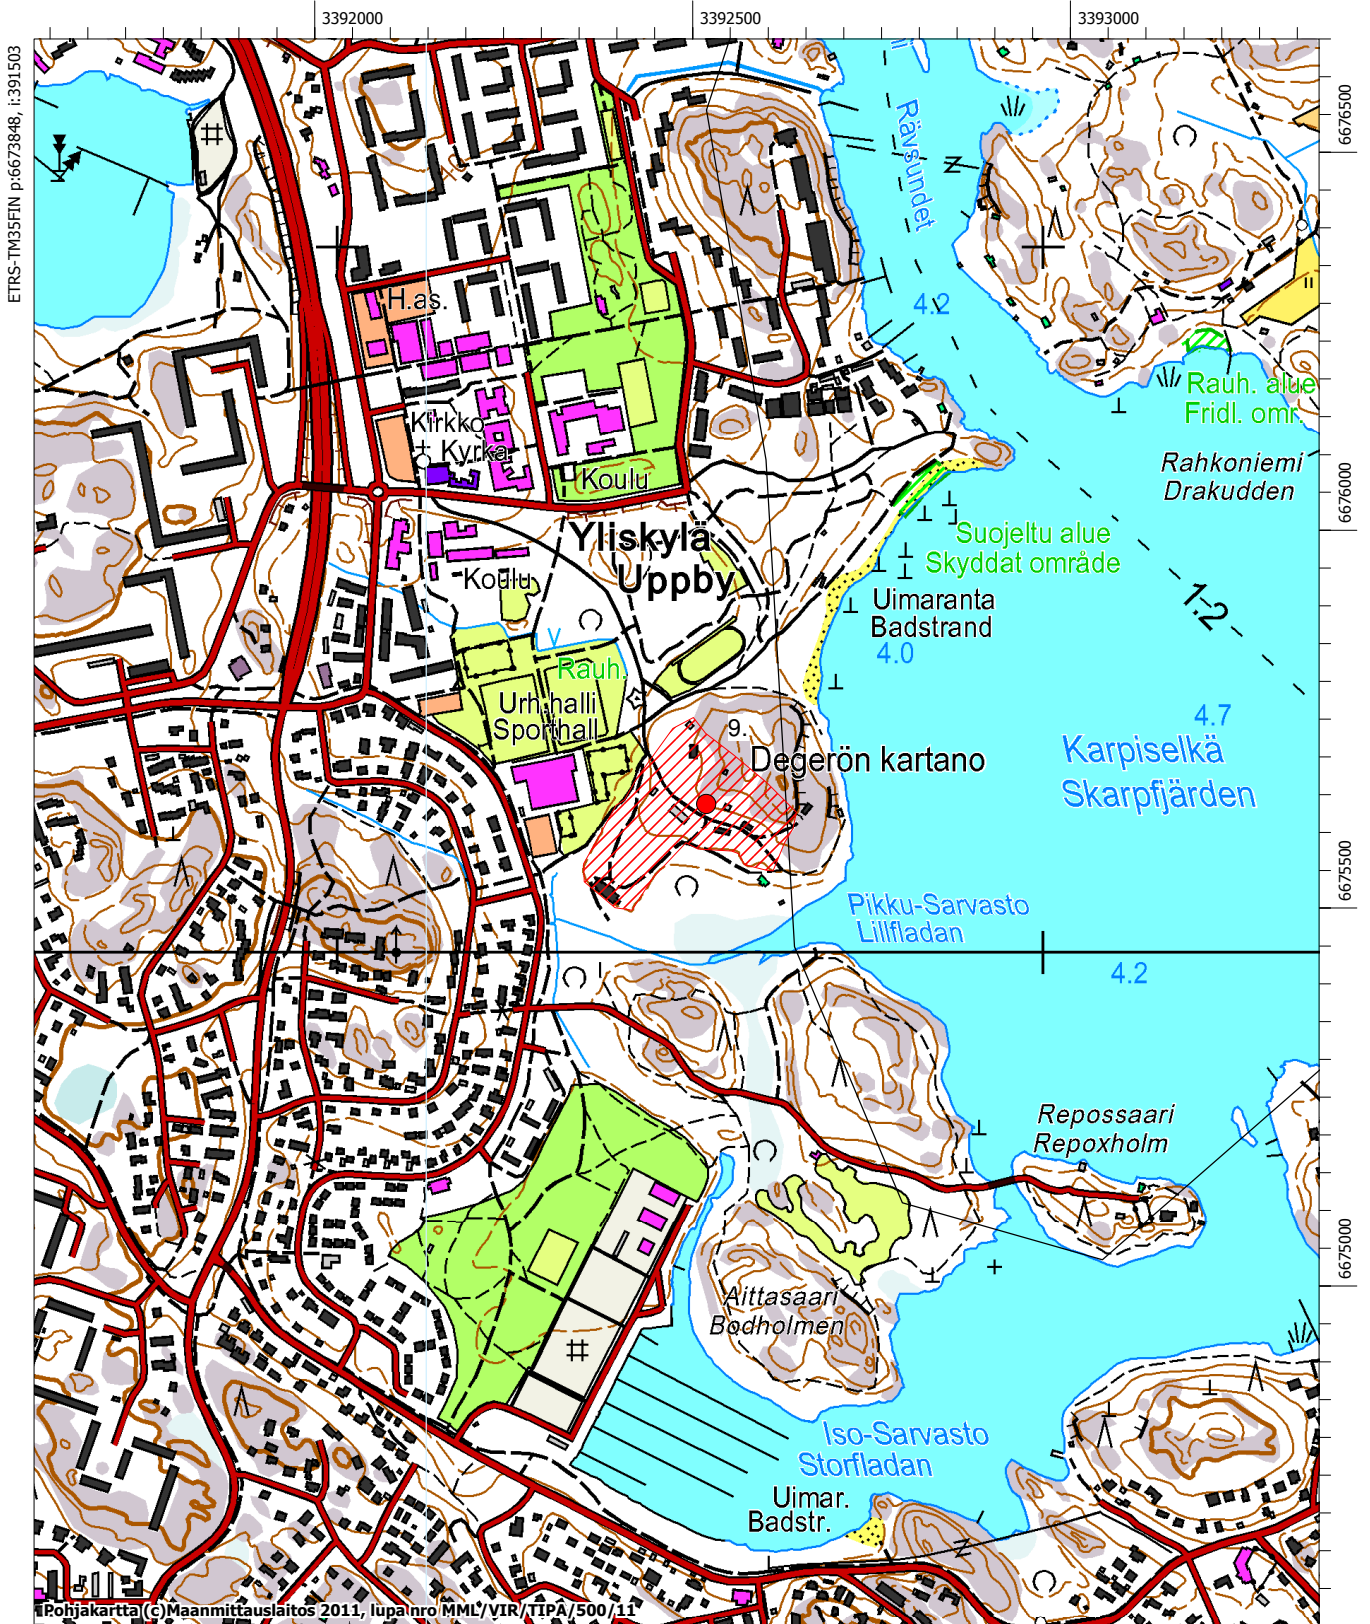 3392000
3392500
3393000
ETRS-TM35FIN p:6673848, i:391503
6676500
Rävsundet
4.2
H.as.
Rauh. alue
Fridl. omr.
Kirkko
Kyrka
Koulu
Rahkoniemi
Drakudden
6676000
Yliskylä
Uppby
Suojeltu alue
Skyddat område
Koulu
Uimaranta
Badstrand
1.2
V
4.0
Rauh.
Urh.halli
Sporthall
9.
4.7
Degerön kartano
Karpiselkä
Skarpfjärden
6675500
Pikku-Sarvasto
Lillfladan
4.2
Repossaari
Repoxholm
6675000
Aittasaari
Bodholmen
Iso-Sarvasto
Storfladan
Uimar.
Badstr.
Pohjakartta (c)Maanmittauslaitos 2011, lupa nro MML/VIR/TIPA/500/11